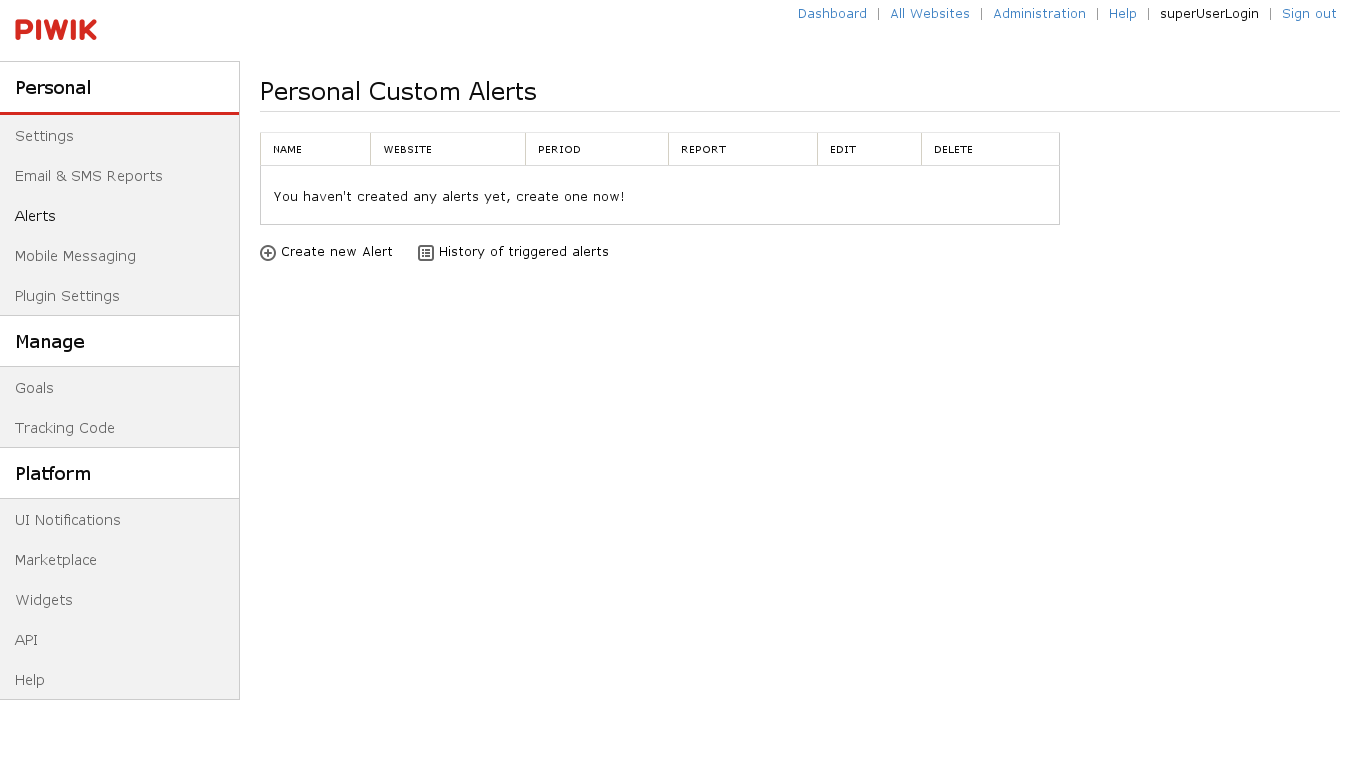 PIWIK
Dashboard | All Websites | Administration | Help | superUserLogin | Sign out
Personal
Settings
Email & SMS Reports
Alerts
Mobile Messaging
Plugin Settings
Manage
Goals
Tracking Code
Platform
UI Notifications
Marketplace
Widgets
API
Help
Personal Custom Alerts
NAME WEBSITE PERIOD REPORT EDIT DELETE
You haven't created any alerts yet, create one now!
Create new Alert History of triggered alerts